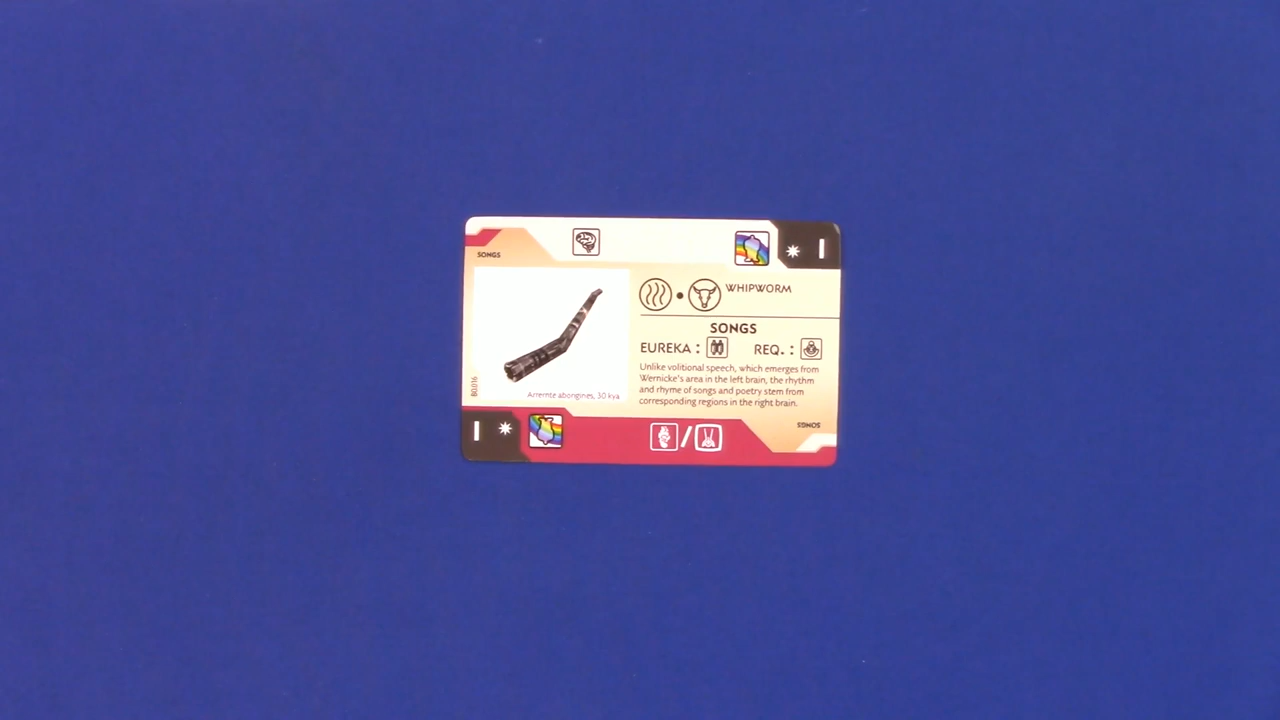 SONGS
I
WHIPWORM
SONGS
EUREKA : REQ. :
Unlike volitional speech, which emerges from
Wernicke's area in the left brain, the rhythm
and rhyme of songs and poetry stem from
corresponding regions in the right brain.
B0.016
Arrernte aborigines, 30 kya
SONGS
I
/